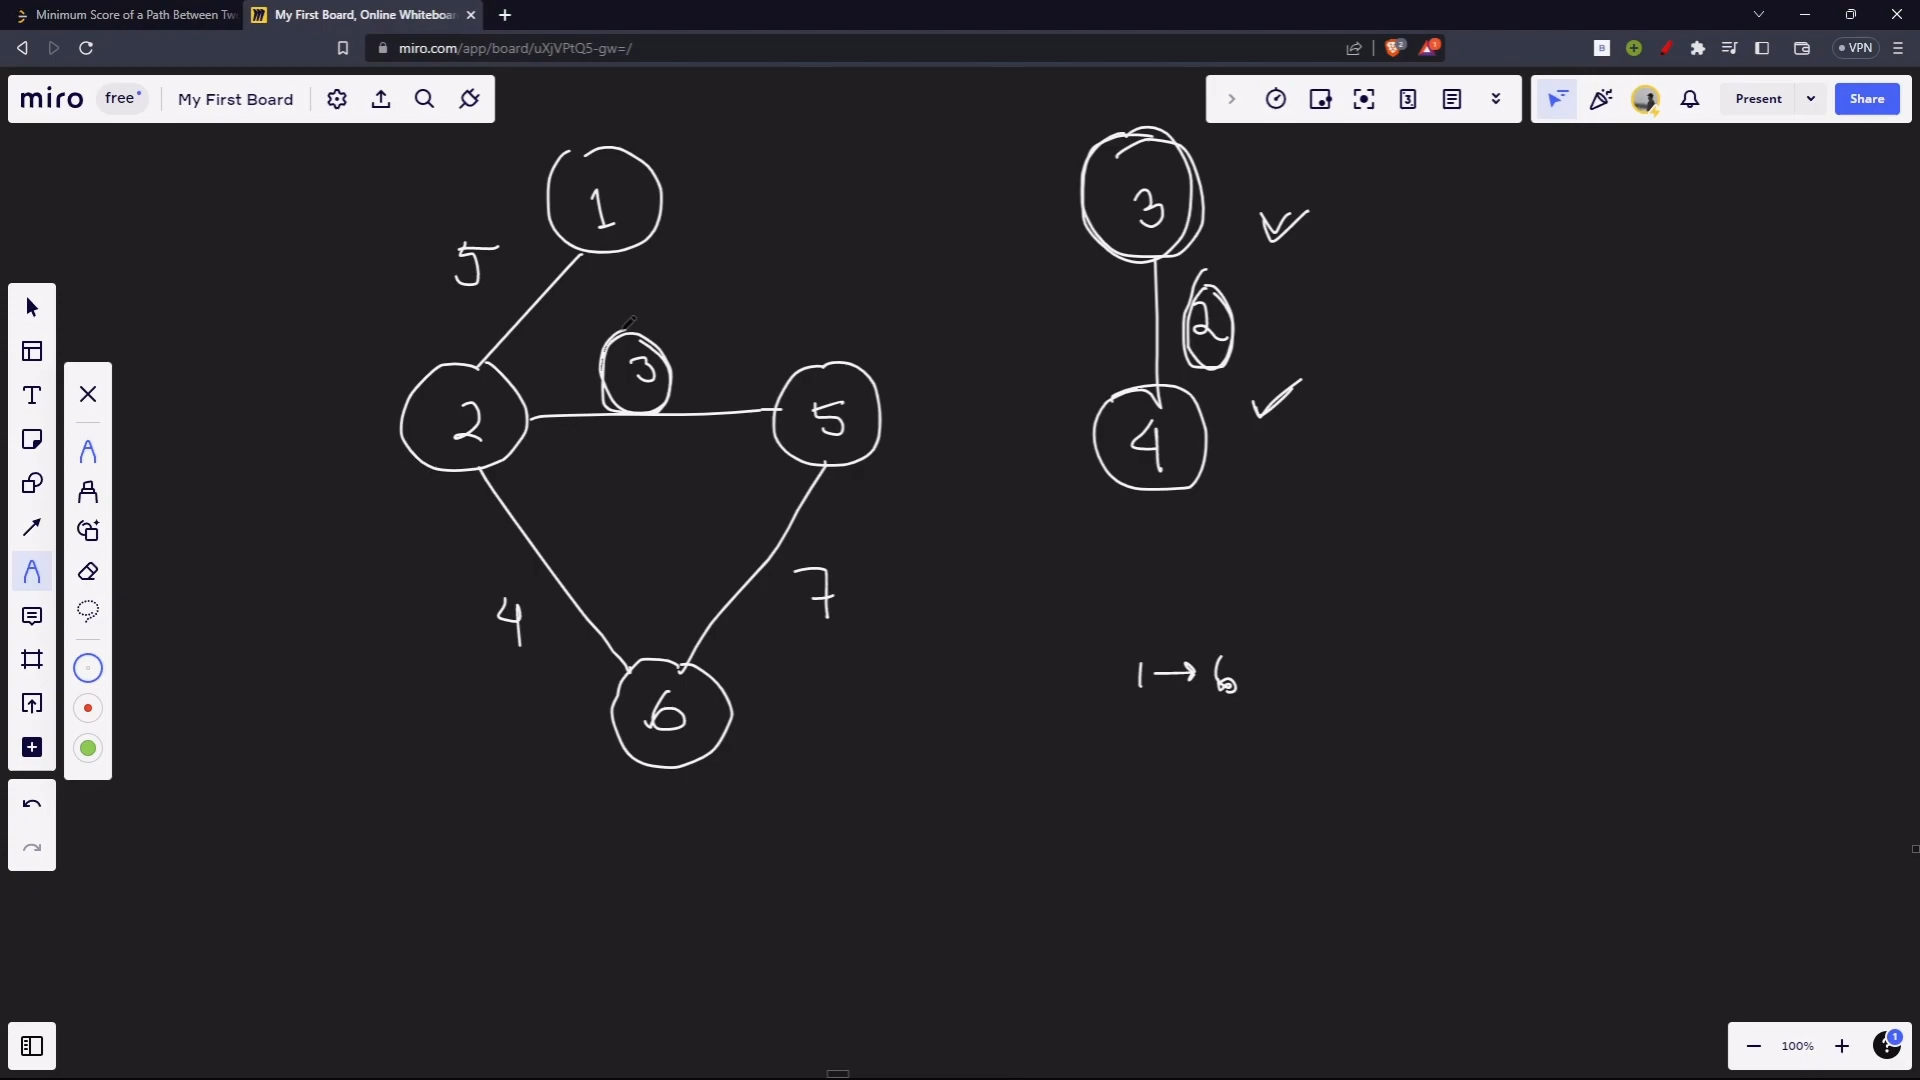 Minimum Score of a Path Between Tw
My First Board, Online Whiteboar
miro.com/app/board/uXjVPtQ5-gw=/
VPN
miro free My First Board
3
Present
Share
1
3
5
2
3
2
5
4
4
7
6
1 → 6
100%
1
?